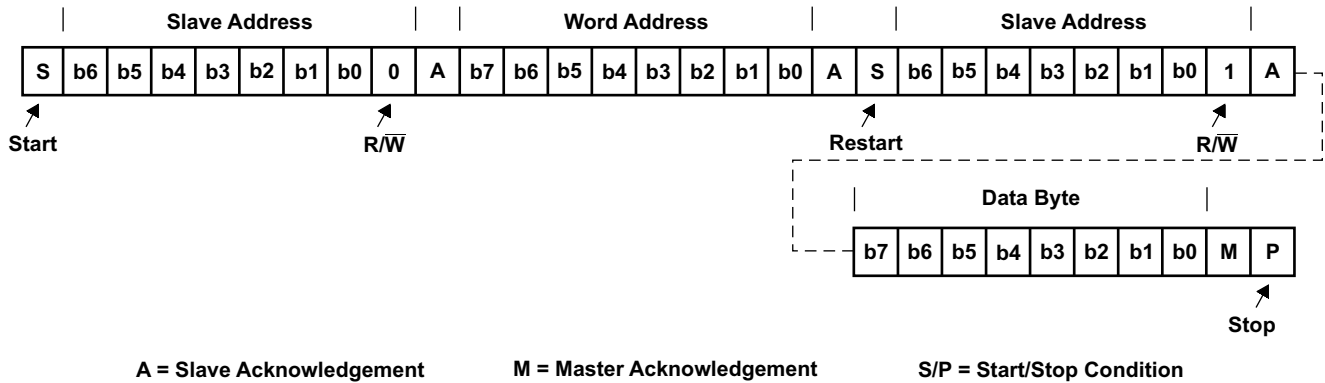 Slave Address Word Address Slave Address
S b6 b5 b4 b3 b2 b1 b0 0 A b7 b6 b5 b4 b3 b2 b1 b0 A S b6 b5 b4 b3 b2 b1 b0 1 A
Start R/W̅ Restart R/W̅
Data Byte
b7 b6 b5 b4 b3 b2 b1 b0 M P
Stop
A = Slave Acknowledgement M = Master Acknowledgement S/P = Start/Stop Condition